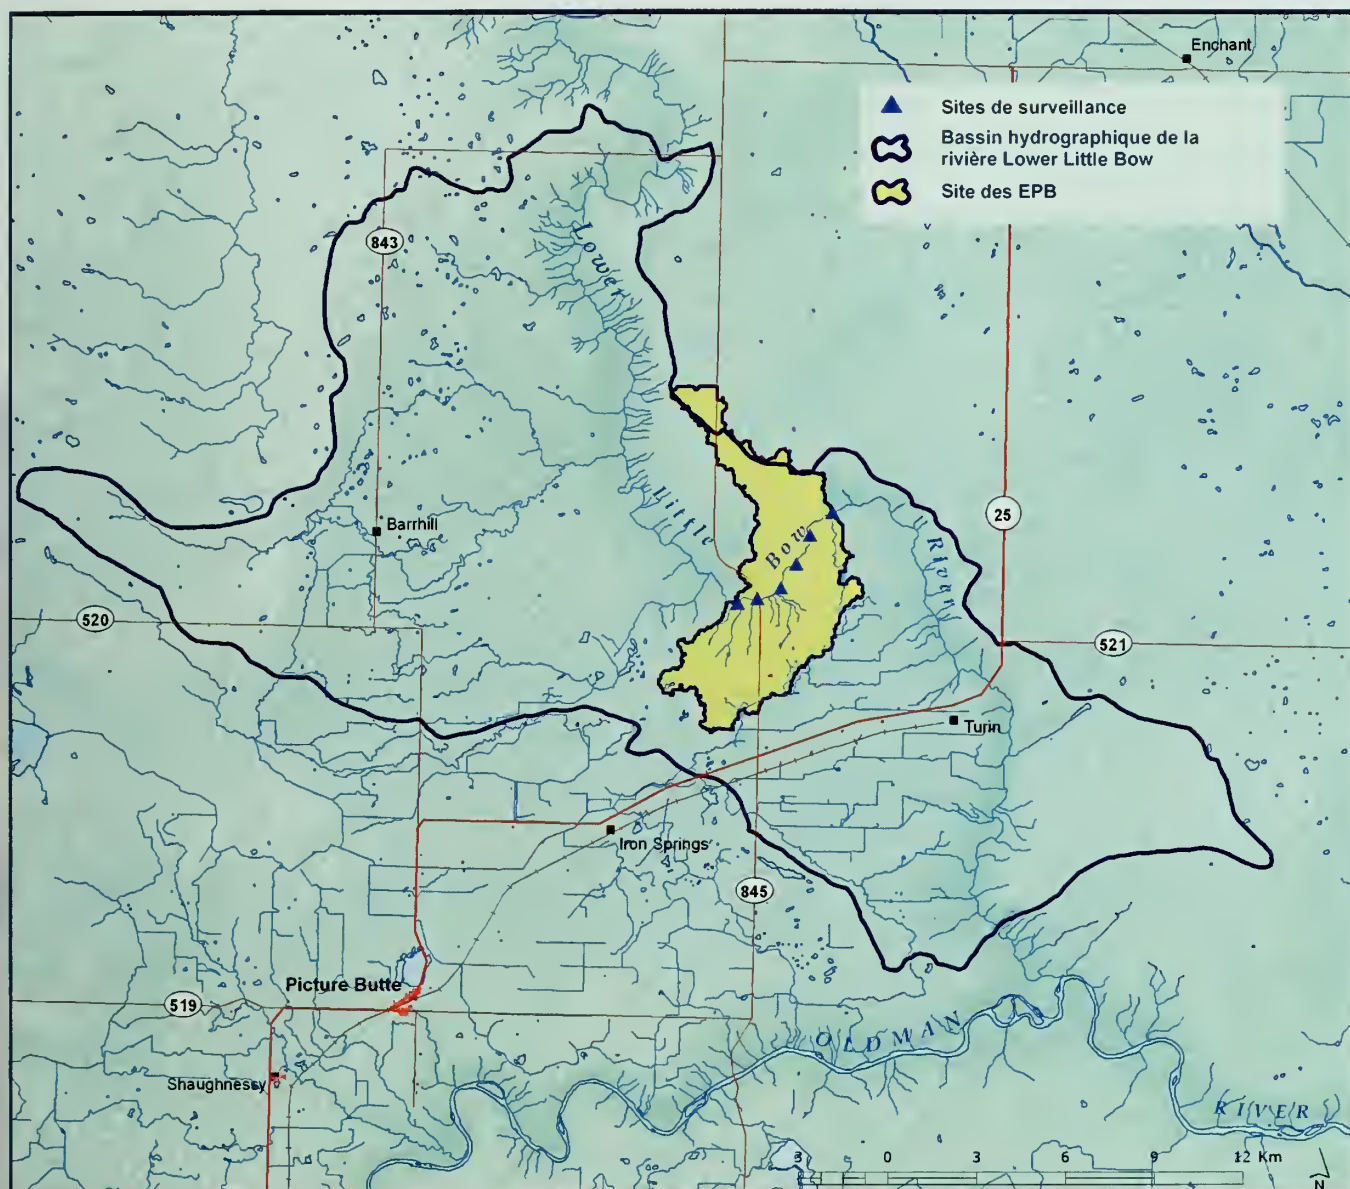 Enchant
Sites de surveillance
Bassin hydrographique de la
rivière Lower Little Bow
Site des EPB
843
Lower
Little
Bow
River
25
Barrhill
520
521
Turin
Iron Springs
845
Picture Butte
519
Shaughnessy
OLDMAN
RIVER
3 0 3 6 9 12 Km
N